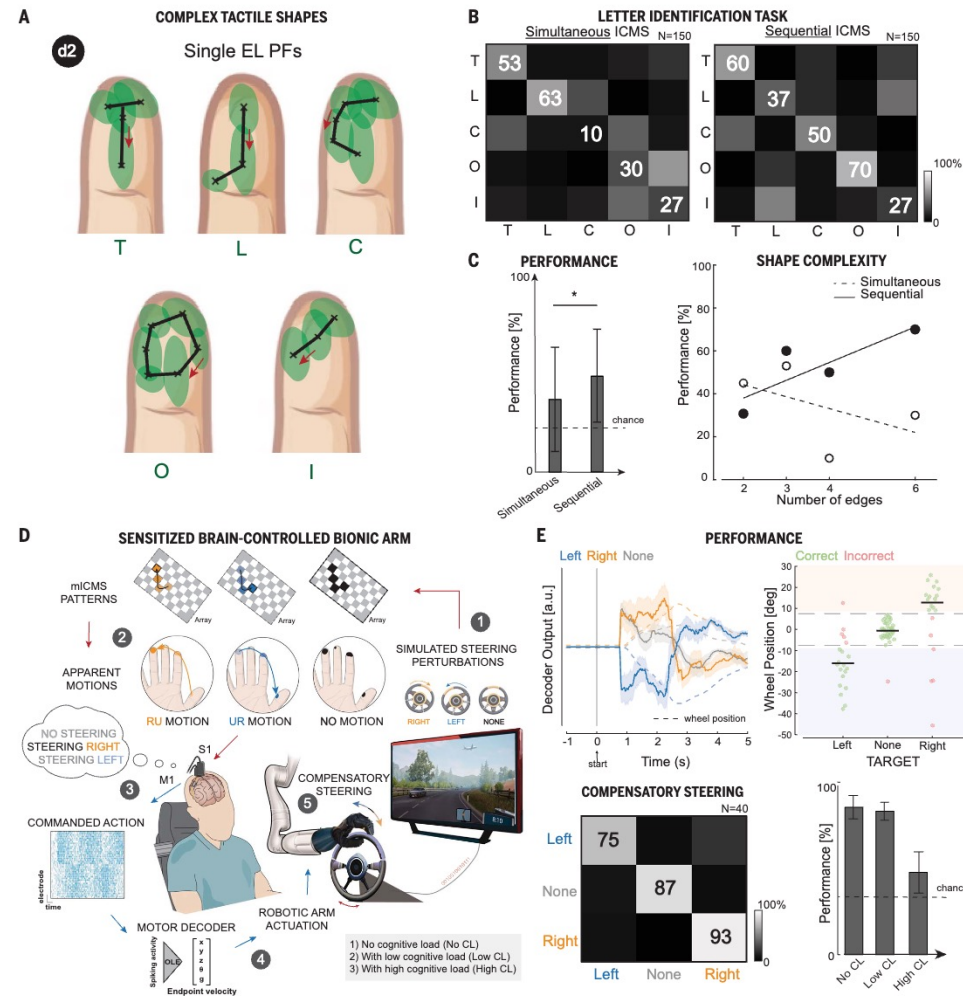 A
COMPLEX TACTILE SHAPES
d2
Single EL PFs
T
L
C
O
I
B
LETTER IDENTIFICATION TASK
Simultaneous ICMS
N=150
T
53
L
63
C
10
O
30
I
27
T L C O I
Sequential ICMS
N=150
T
60
L
37
C
50
O
70
I
27
T L C O I
100%
0
C
PERFORMANCE
100
Performance [%]
0
*
chance
Simultaneous
Sequential
SHAPE COMPLEXITY
Simultaneous
Sequential
Performance [%]
100
80
60
40
20
0
2 3 4 6
Number of edges
D
SENSITIZED BRAIN-CONTROLLED BIONIC ARM
mICMS
PATTERNS
Array
Array
Array
2
APPARENT
MOTIONS
RU MOTION
UR MOTION
NO MOTION
1
SIMULATED STEERING
PERTURBATIONS
RIGHT
LEFT
NONE
NO STEERING
STEERING RIGHT
STEERING LEFT
S1
M1
3
COMMANDED ACTION
electrode
time
MOTOR DECODER
Spiking activity
OLE
x
y
z
θ
g
Endpoint velocity
4
ROBOTIC ARM
ACTUATION
5
COMPENSATORY
STEERING
1) No cognitive load (No CL)
2) With low cognitive load (Low CL)
3) With high cognitive load (High CL)
E
PERFORMANCE
Left Right None
Decoder Output [a.u.]
wheel position
-1 0 1 2 3 4 5
start
Time (s)
Correct Incorrect
Wheel Position [deg]
30
20
10
0
-10
-20
-30
-40
-50
Left None Right
TARGET
COMPENSATORY STEERING
N=40
Left
75
None
87
Right
93
Left None Right
100%
0
100
Performance [%]
0
No CL
Low CL
High CL